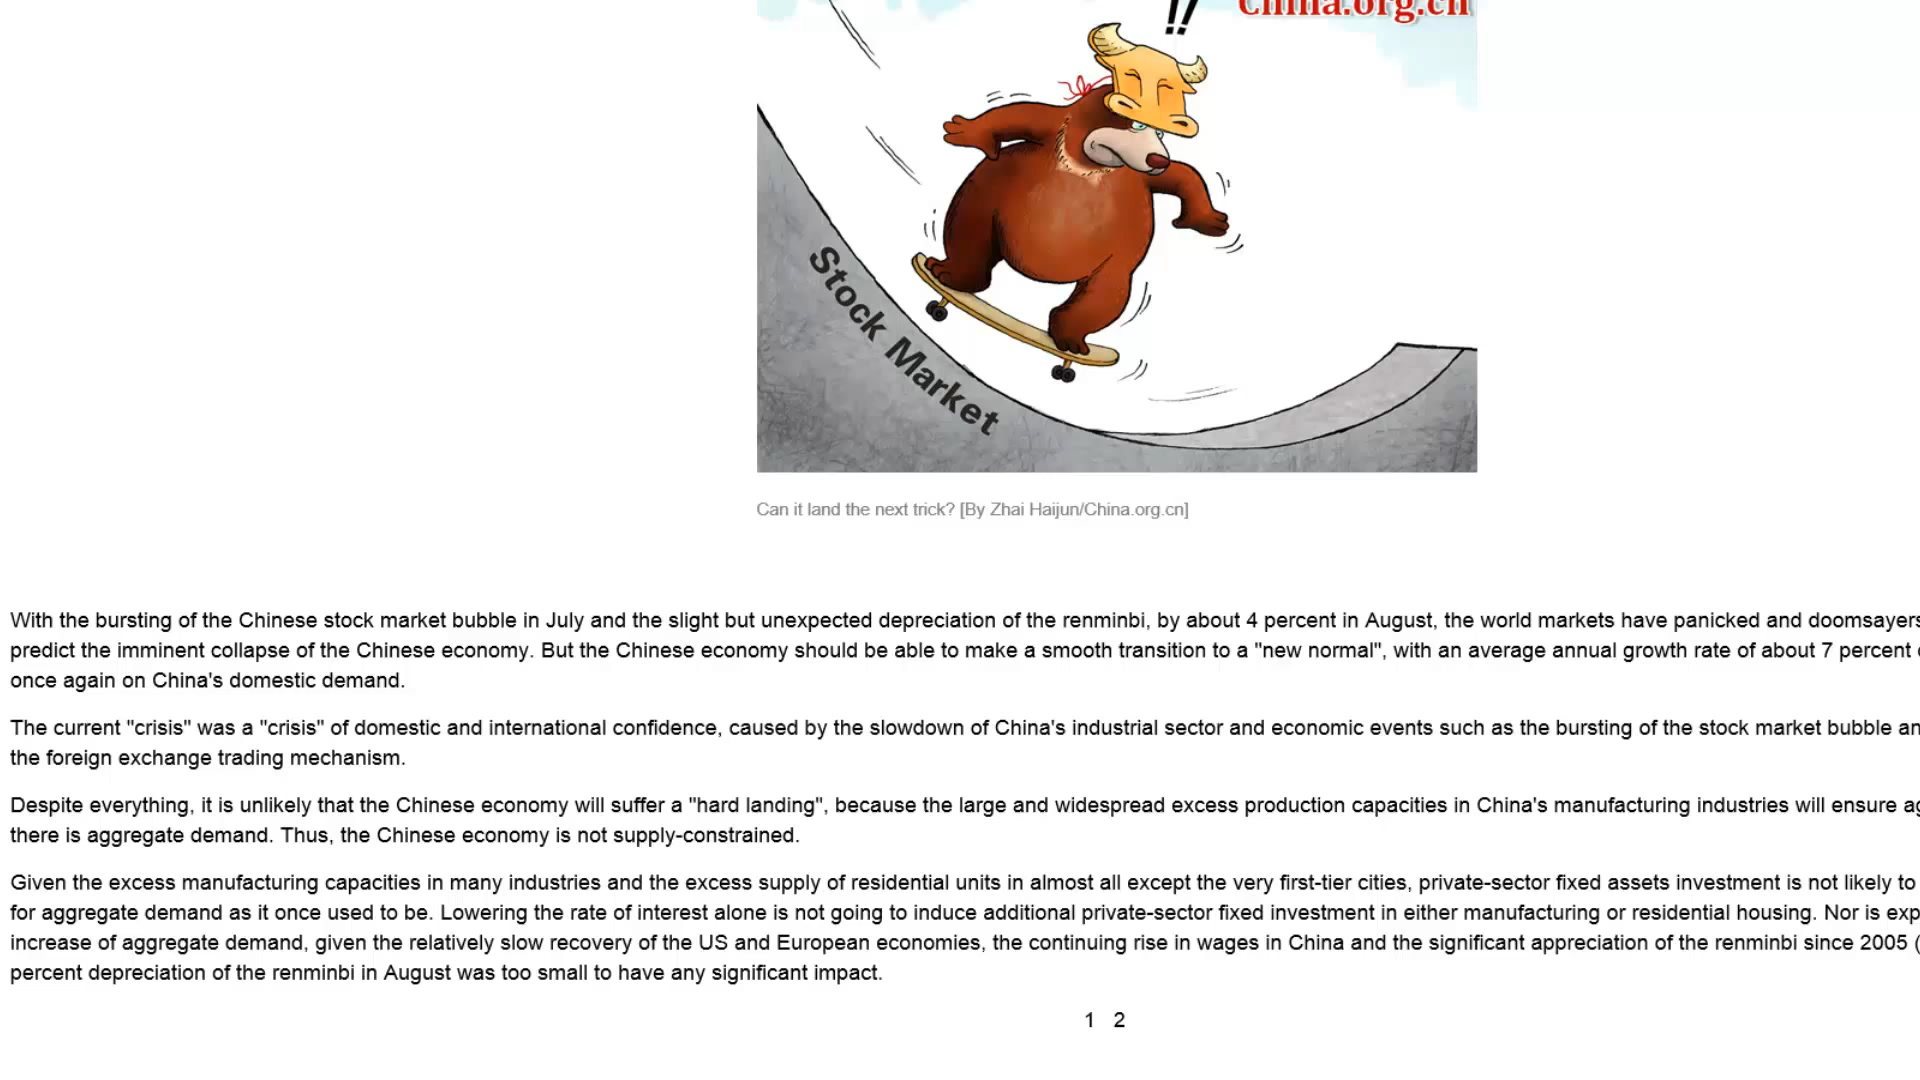 !!
China.org.cn
Stock Market
Can it land the next trick? [By Zhai Haijun/China.org.cn]
With the bursting of the Chinese stock market bubble in July and the slight but unexpected depreciation of the renminbi, by about 4 percent in August, the world markets have panicked and doomsayers
predict the imminent collapse of the Chinese economy. But the Chinese economy should be able to make a smooth transition to a "new normal", with an average annual growth rate of about 7 percent
once again on China's domestic demand.
The current "crisis" was a "crisis" of domestic and international confidence, caused by the slowdown of China's industrial sector and economic events such as the bursting of the stock market bubble
the foreign exchange trading mechanism.
Despite everything, it is unlikely that the Chinese economy will suffer a "hard landing", because the large and widespread excess production capacities in China's manufacturing industries will ensure
there is aggregate demand. Thus, the Chinese economy is not supply-constrained.
Given the excess manufacturing capacities in many industries and the excess supply of residential units in almost all except the very first-tier cities, private-sector fixed assets investment is not likely to
for aggregate demand as it once used to be. Lowering the rate of interest alone is not going to induce additional private-sector fixed investment in either manufacturing or residential housing. Nor is
increase of aggregate demand, given the relatively slow recovery of the US and European economies, the continuing rise in wages in China and the significant appreciation of the renminbi since 2005 (
percent depreciation of the renminbi in August was too small to have any significant impact.
1 2